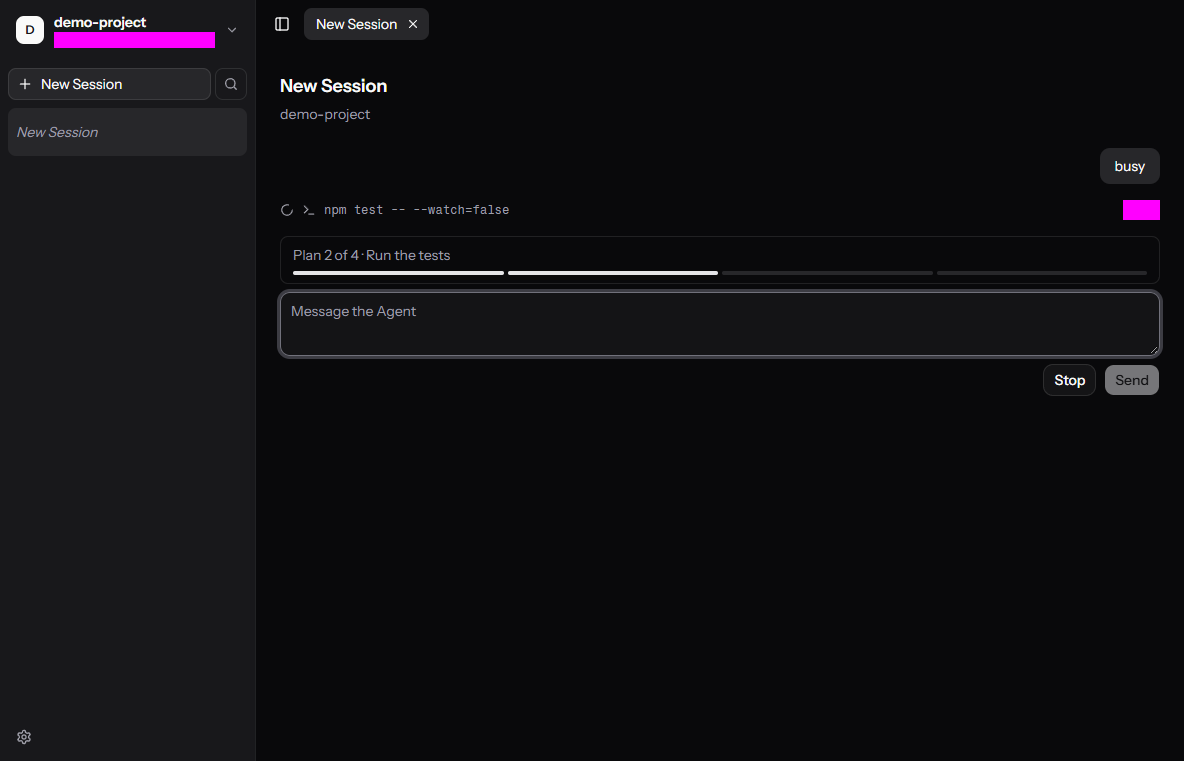 D
demo-project
New Session
New Session
New Session
New Session
demo-project
busy
npm test -- --watch=false
Plan 2 of 4 · Run the tests
Message the Agent
Stop
Send